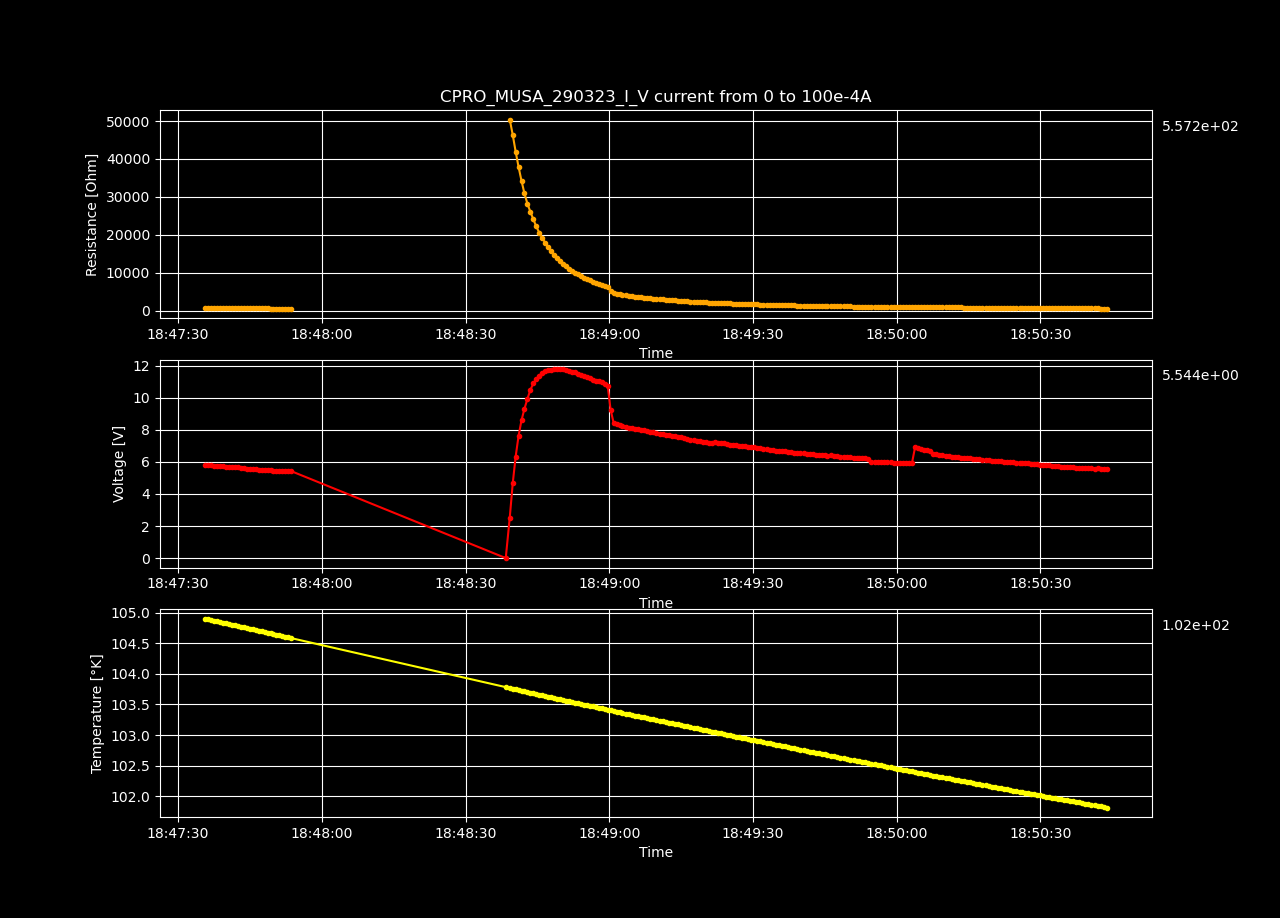 CPRO_MUSA_290323_I_V current from 0 to 100e-4A
50000
40000
30000
20000
10000
0
Resistance [Ohm]
5.572e+02
18:47:30 18:48:00 18:48:30 18:49:00 18:49:30 18:50:00 18:50:30
Time
12
10
8
6
4
2
0
Voltage [V]
5.544e+00
18:47:30 18:48:00 18:48:30 18:49:00 18:49:30 18:50:00 18:50:30
Time
105.0
104.5
104.0
103.5
103.0
102.5
102.0
Temperature [°K]
1.02e+02
18:47:30 18:48:00 18:48:30 18:49:00 18:49:30 18:50:00 18:50:30
Time